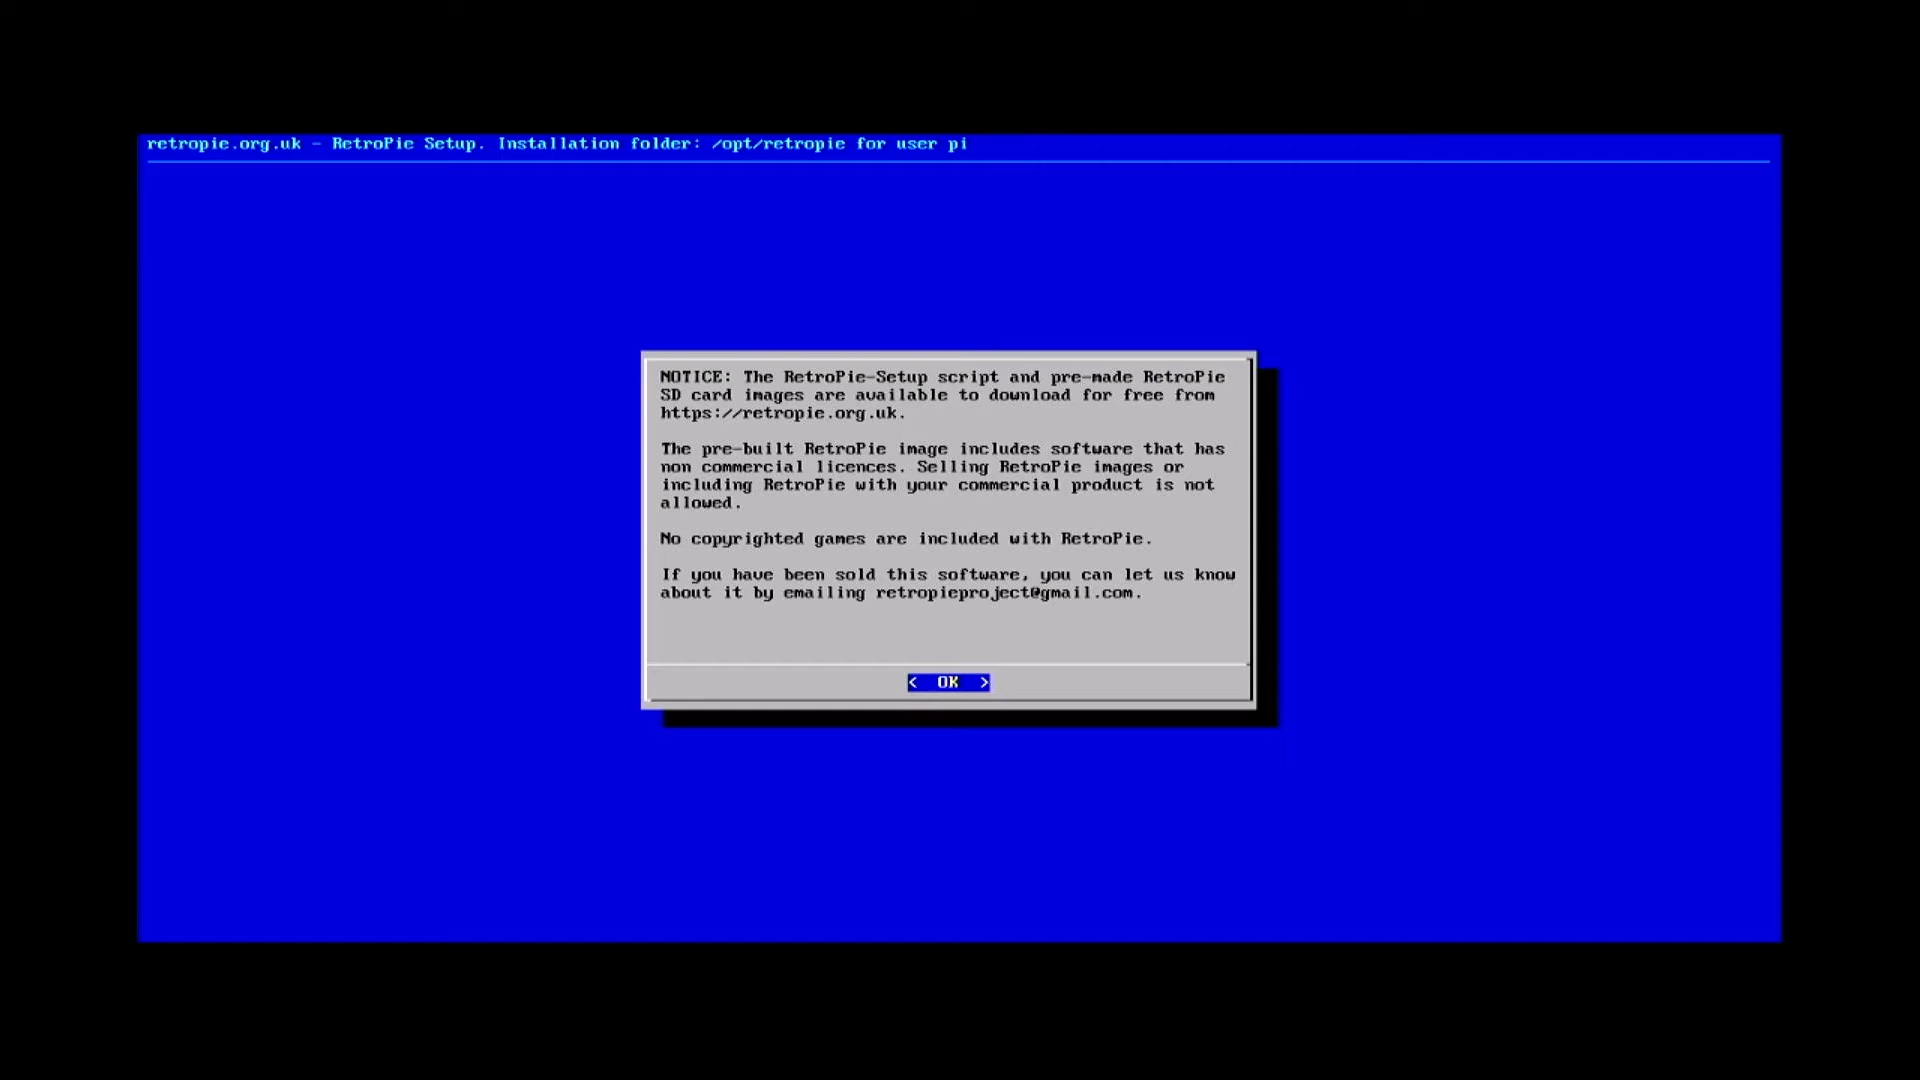 retropie.org.uk - RetroPie Setup. Installation folder: /opt/retropie for user pi
NOTICE: The RetroPie-Setup script and pre-made RetroPie
SD card images are available to download for free from
https://retropie.org.uk.
The pre-built RetroPie image includes software that has
non commercial licences. Selling RetroPie images or
including RetroPie with your commercial product is not
allowed.
No copyrighted games are included with RetroPie.
If you have been sold this software, you can let us know
about it by emailing retropieproject@gmail.com.
< OK >